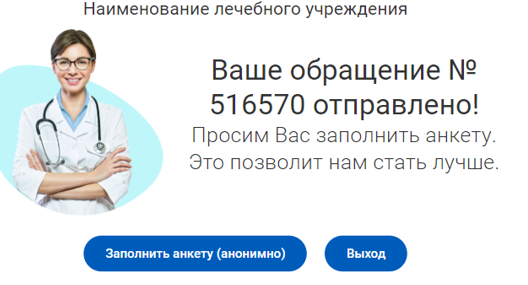 Наименование лечебного учреждения
Ваше обращение №
516570 отправлено!
Просим Вас заполнить анкету.
Это позволит нам стать лучше.
Заполнить анкету (анонимно)
Выход